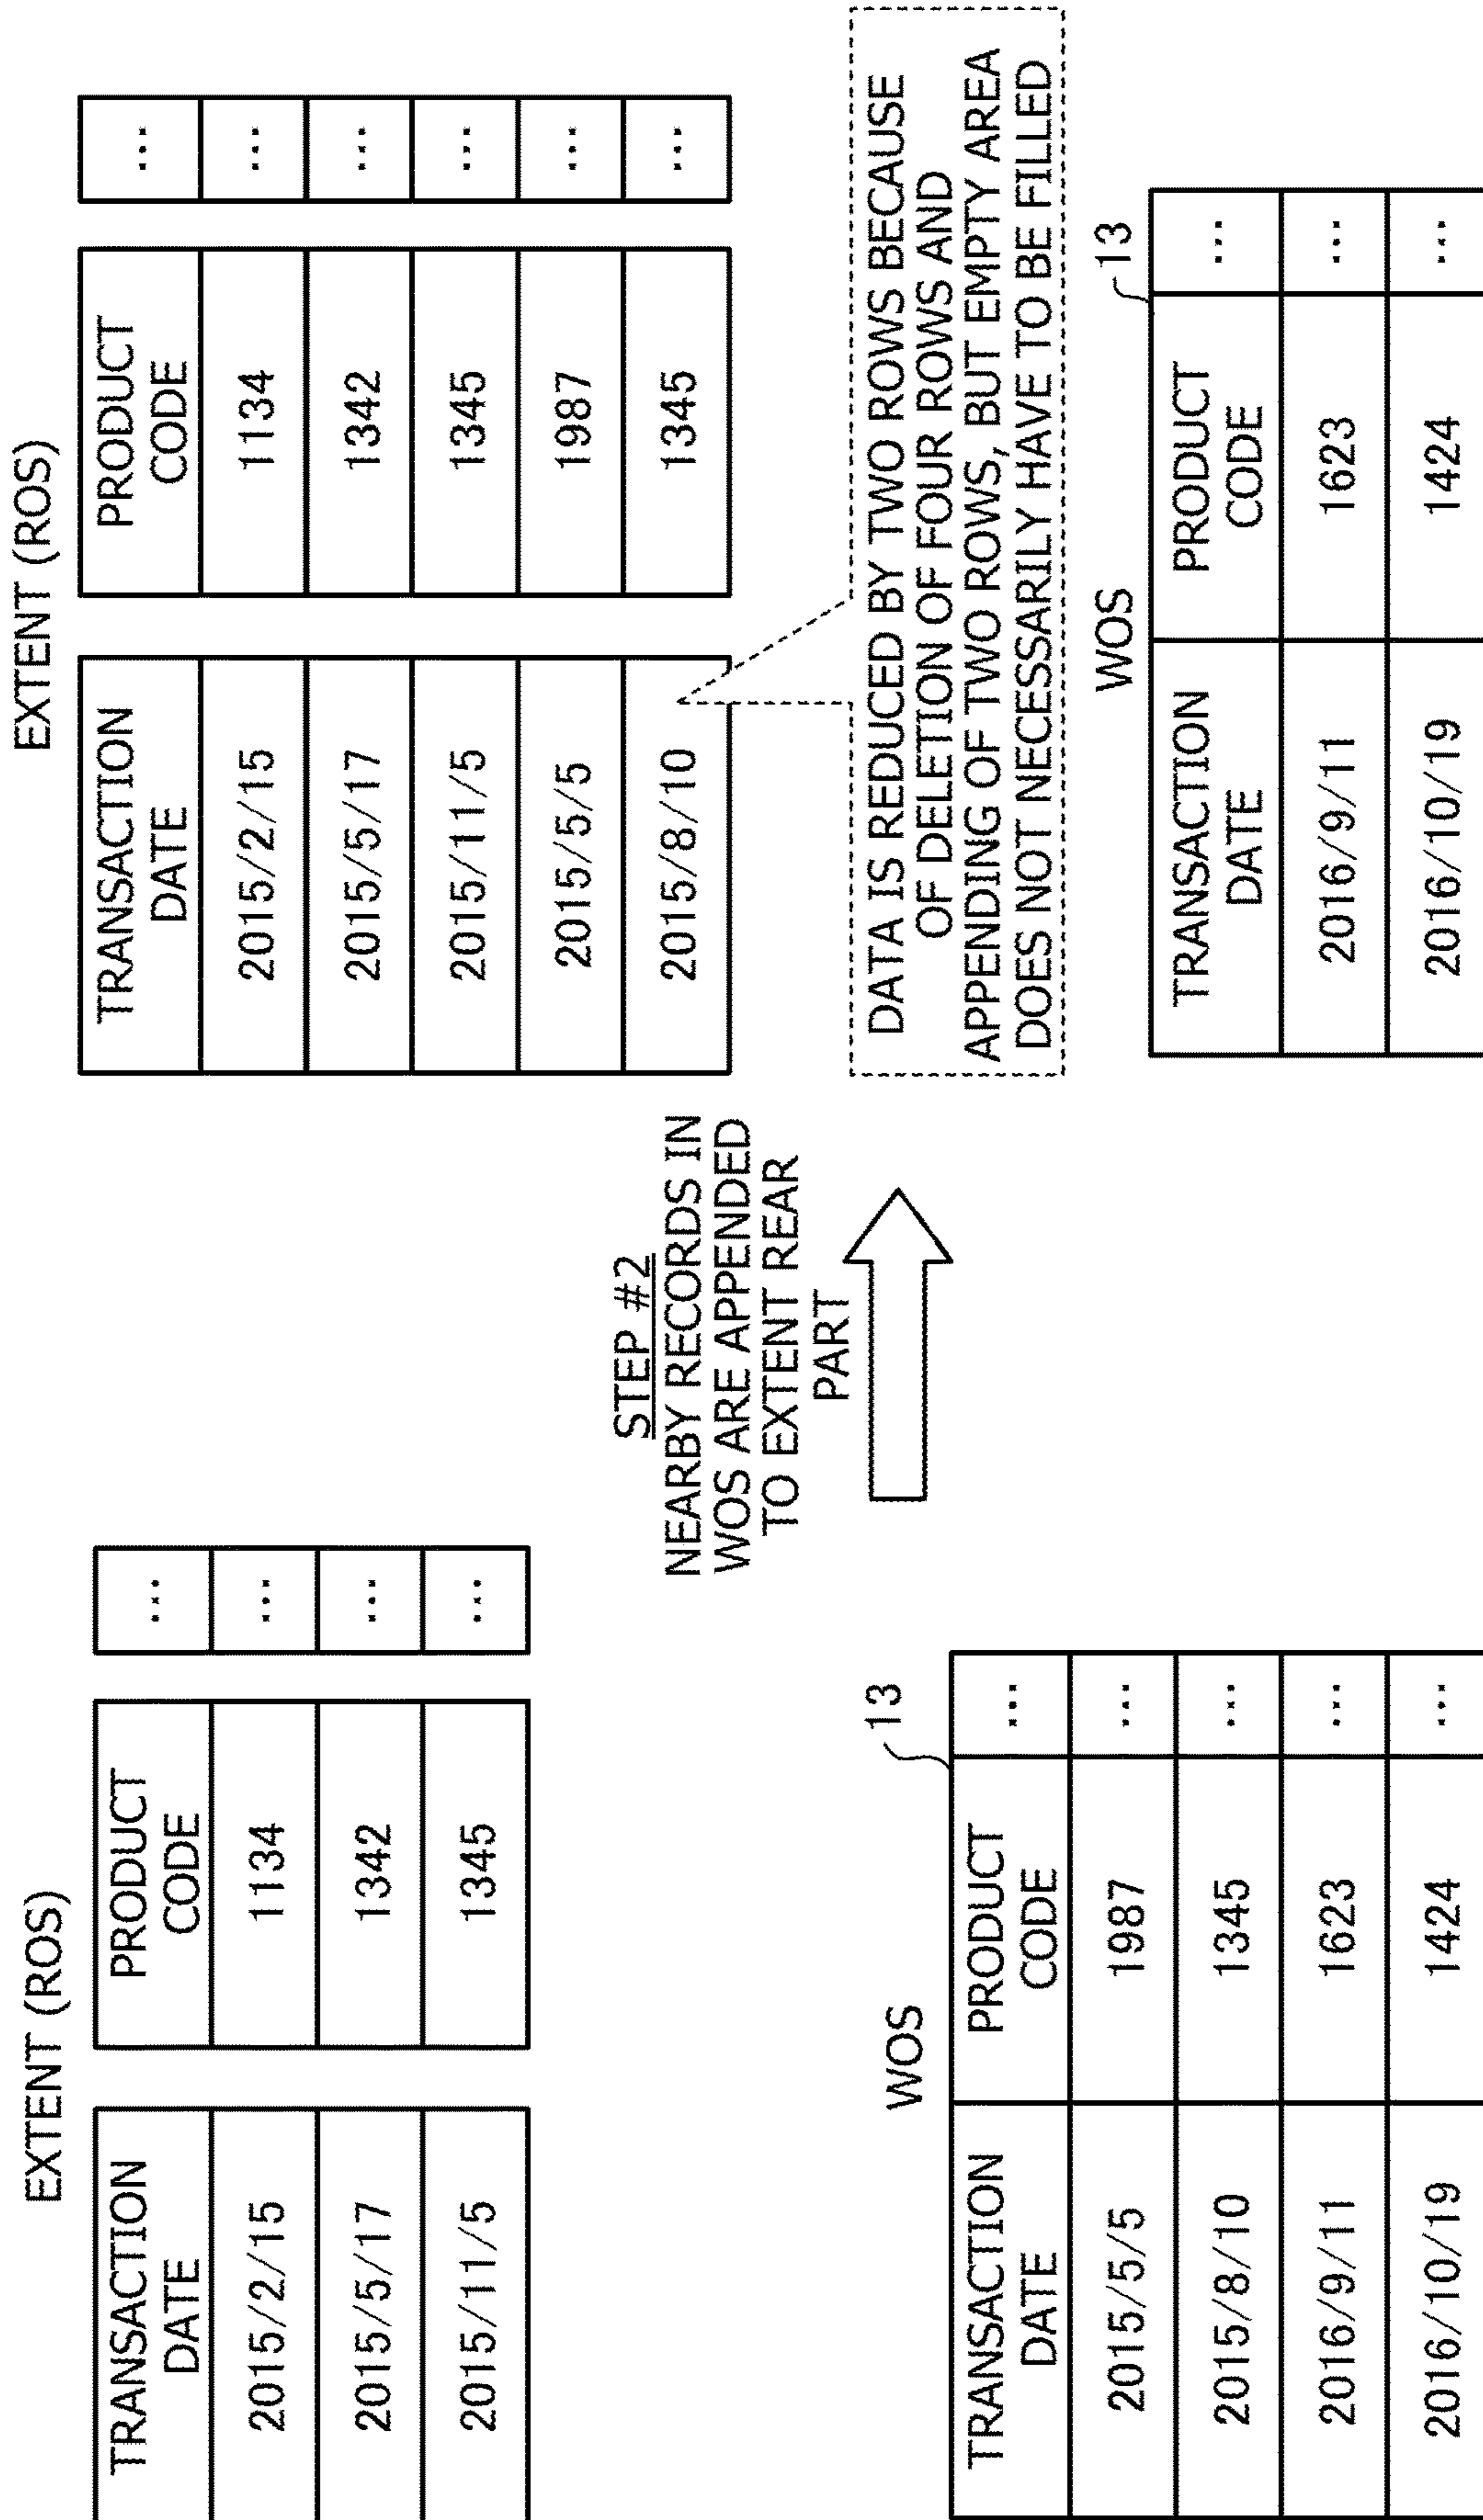 EXTENT (ROS)
TRANSACTION
DATE
PRODUCT
CODE
...
2015/2/15
1134
...
2015/5/17
1342
...
2015/11/5
1345
...
WOS
13
TRANSACTION
DATE
PRODUCT
CODE
...
2015/5/5
1987
...
2015/8/10
1345
...
2016/9/11
1623
...
2016/10/19
1424
...
STEP #2
NEARBY RECORDS IN
WOS ARE APPENDED
TO EXTENT REAR
PART
EXTENT (ROS)
TRANSACTION
DATE
PRODUCT
CODE
...
2015/2/15
1134
...
2015/5/17
1342
...
2015/11/5
1345
...
2015/5/5
1987
...
2015/8/10
1345
...
DATA IS REDUCED BY TWO ROWS BECAUSE
OF DELETION OF FOUR ROWS AND
APPENDING OF TWO ROWS, BUT EMPTY AREA
DOES NOT NECESSARILY HAVE TO BE FILLED
WOS
13
TRANSACTION
DATE
PRODUCT
CODE
...
2016/9/11
1623
...
2016/10/19
1424
...